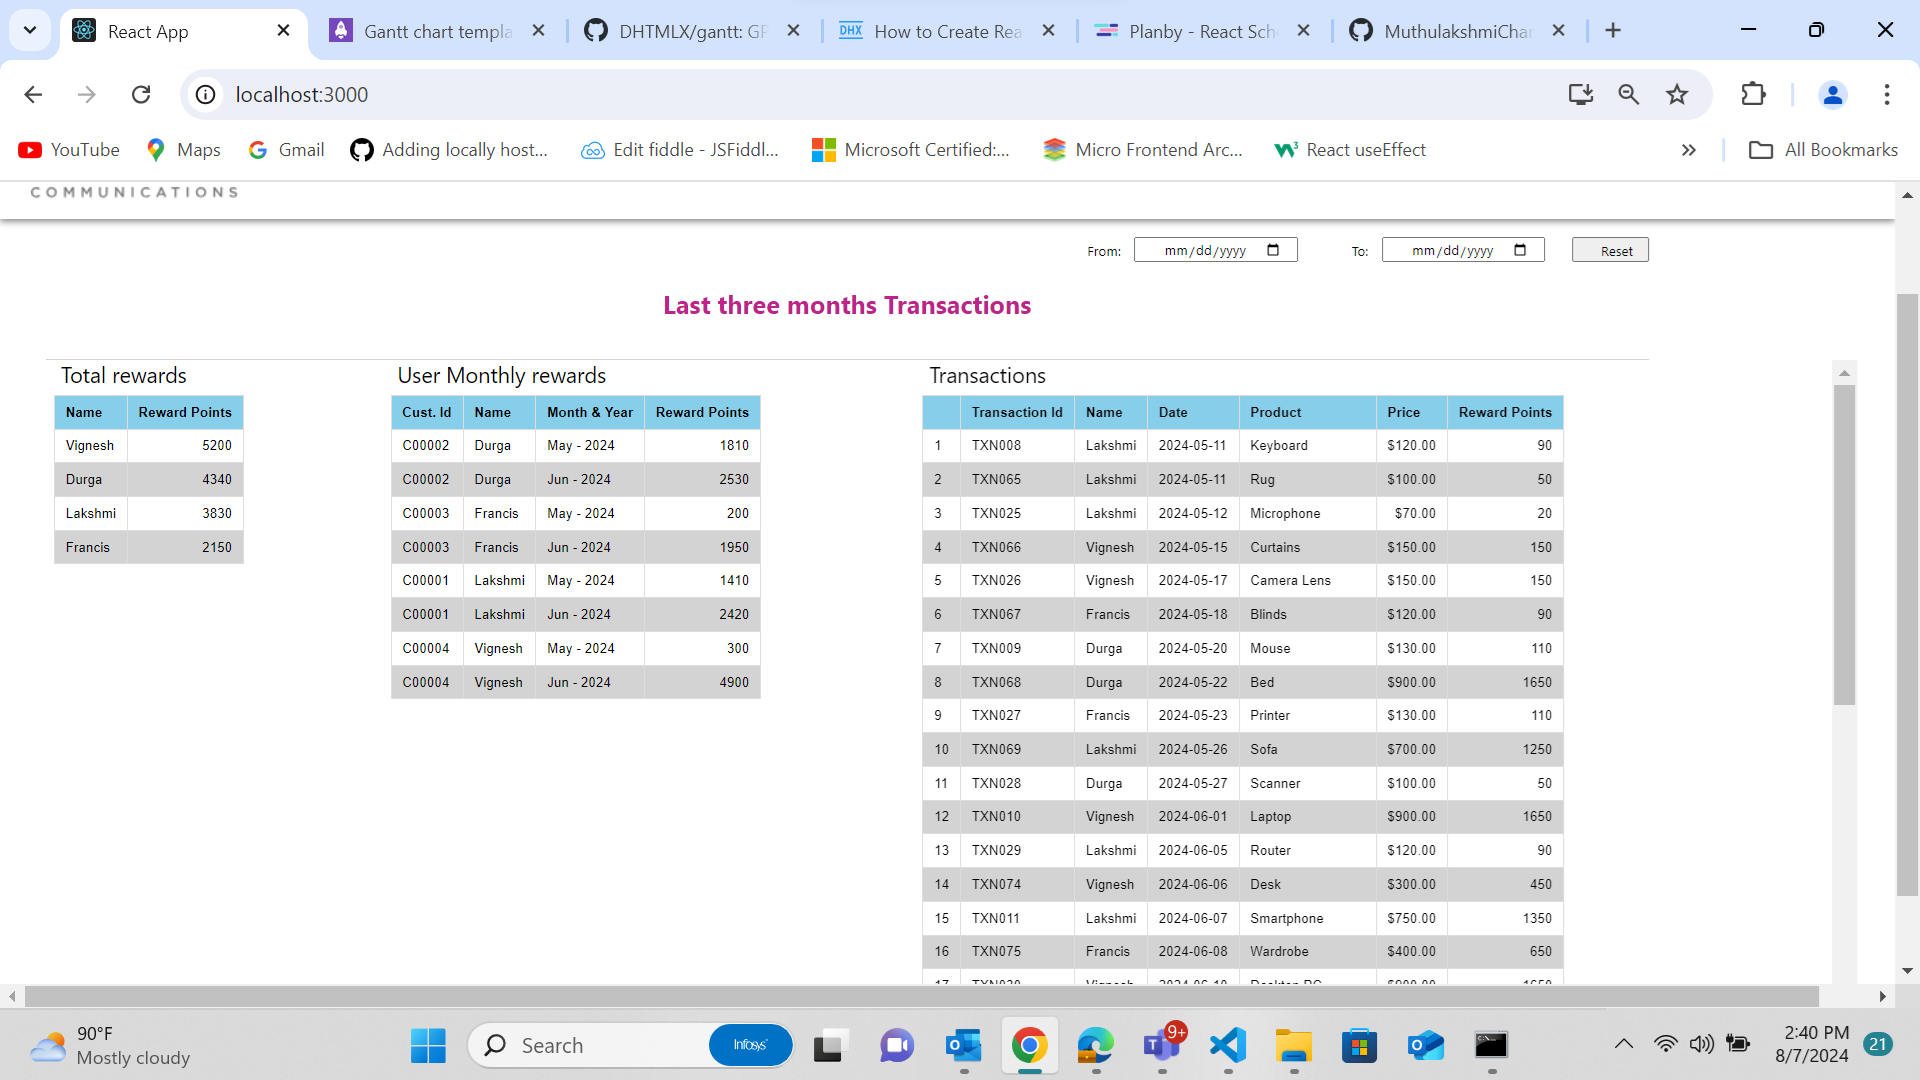 React App
Gantt chart templa
DHTMLX/gantt: GP
How to Create Rea
Planby - React Sch
MuthulakshmiChar
localhost:3000
YouTube
Maps
Gmail
Adding locally host...
Edit fiddle - JSFiddl...
Microsoft Certified:...
Micro Frontend Arc...
React useEffect
All Bookmarks
COMMUNICATIONS
From: mm/dd/yyyy To: mm/dd/yyyy Reset
Last three months Transactions
Total rewards
Name Reward Points
Vignesh 5200
Durga 4340
Lakshmi 3830
Francis 2150
User Monthly rewards
Cust. Id Name Month & Year Reward Points
C00002 Durga May - 2024 1810
C00002 Durga Jun - 2024 2530
C00003 Francis May - 2024 200
C00003 Francis Jun - 2024 1950
C00001 Lakshmi May - 2024 1410
C00001 Lakshmi Jun - 2024 2420
C00004 Vignesh May - 2024 300
C00004 Vignesh Jun - 2024 4900
Transactions
Transaction Id Name Date Product Price Reward Points
1 TXN008 Lakshmi 2024-05-11 Keyboard $120.00 90
2 TXN065 Lakshmi 2024-05-11 Rug $100.00 50
3 TXN025 Lakshmi 2024-05-12 Microphone $70.00 20
4 TXN066 Vignesh 2024-05-15 Curtains $150.00 150
5 TXN026 Vignesh 2024-05-17 Camera Lens $150.00 150
6 TXN067 Francis 2024-05-18 Blinds $120.00 90
7 TXN009 Durga 2024-05-20 Mouse $130.00 110
8 TXN068 Durga 2024-05-22 Bed $900.00 1650
9 TXN027 Francis 2024-05-23 Printer $130.00 110
10 TXN069 Lakshmi 2024-05-26 Sofa $700.00 1250
11 TXN028 Durga 2024-05-27 Scanner $100.00 50
12 TXN010 Vignesh 2024-06-01 Laptop $900.00 1650
13 TXN029 Lakshmi 2024-06-05 Router $120.00 90
14 TXN074 Vignesh 2024-06-06 Desk $300.00 450
15 TXN011 Lakshmi 2024-06-07 Smartphone $750.00 1350
16 TXN075 Francis 2024-06-08 Wardrobe $400.00 650
90°F
Mostly cloudy
Search
Infosys
9+
2:40 PM
8/7/2024
21